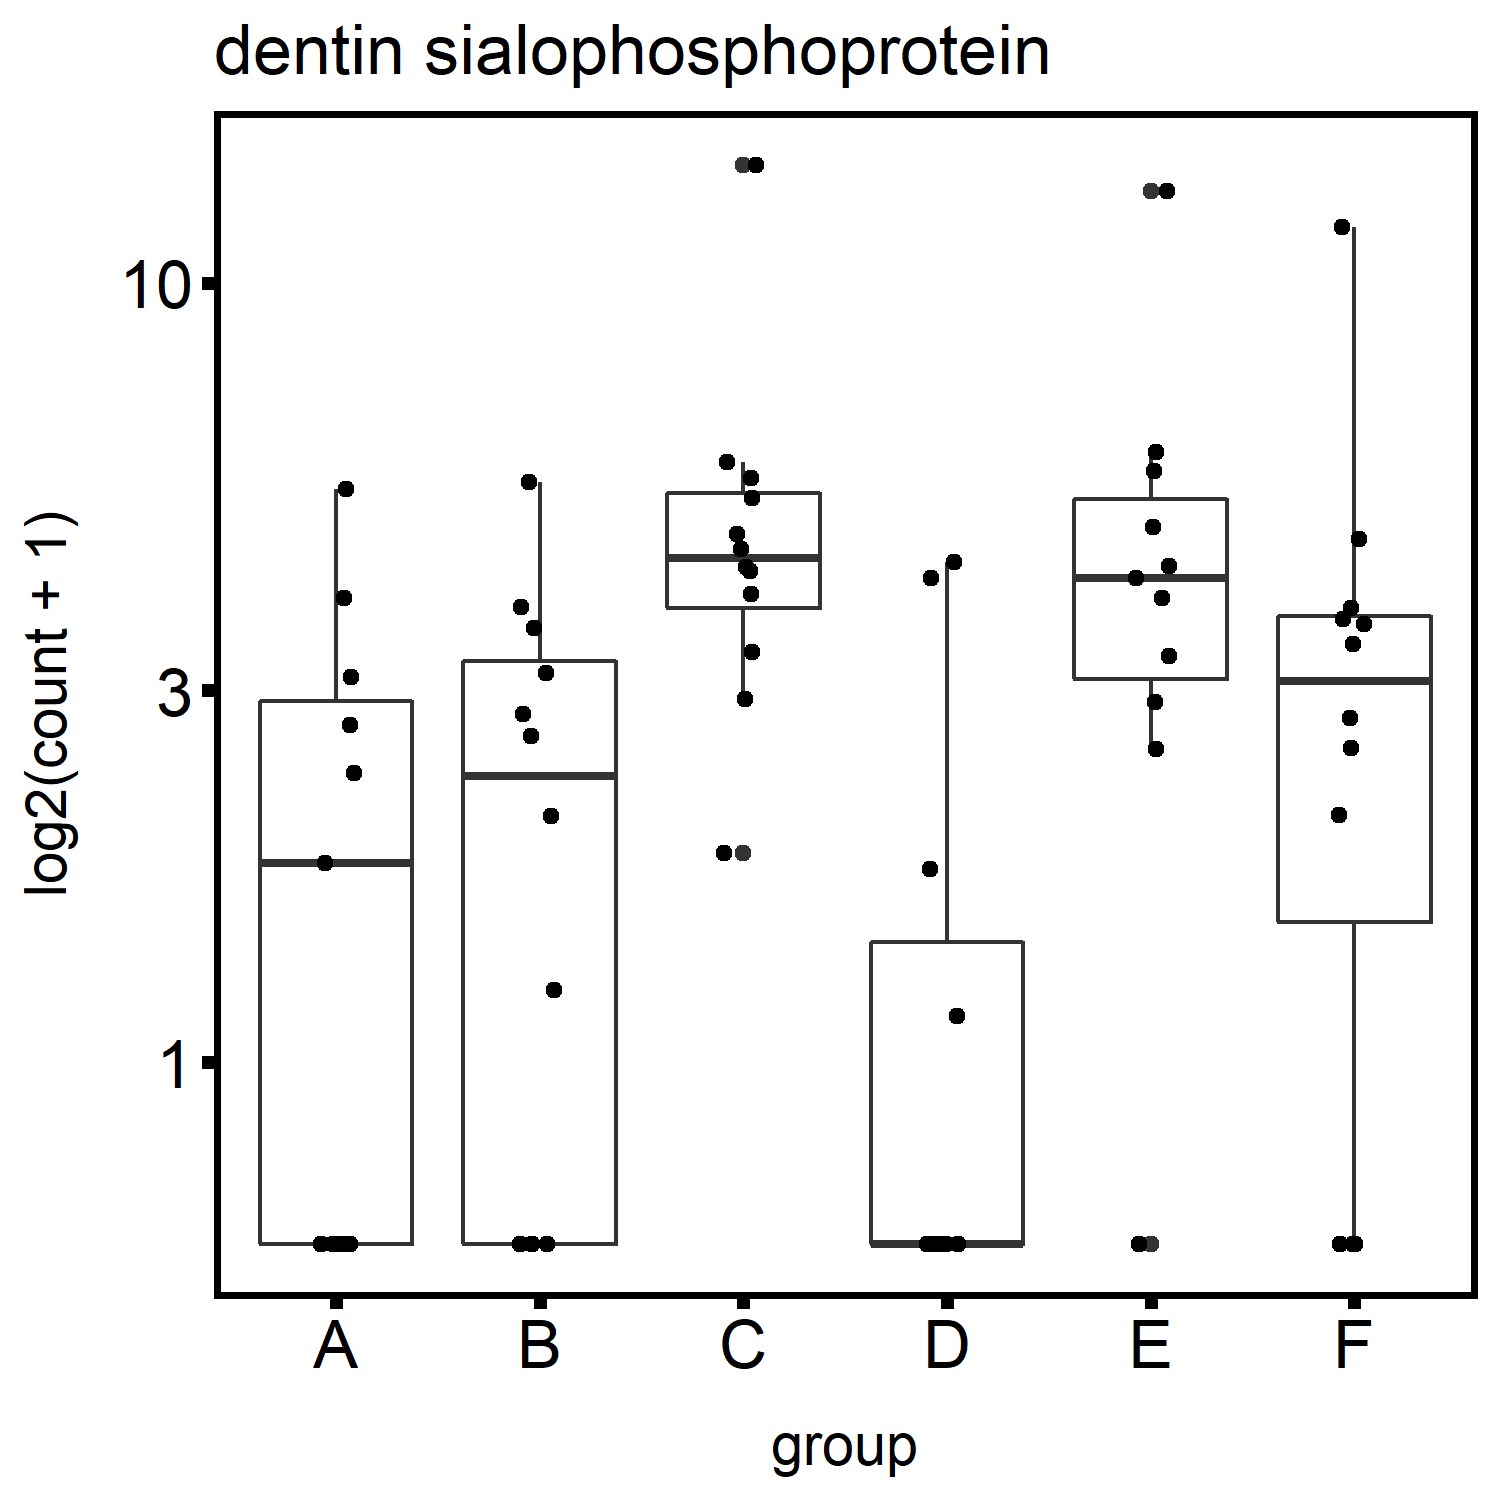 dentin sialophosphoprotein
log2(count + 1)
10
3
1
A B C D E F
group